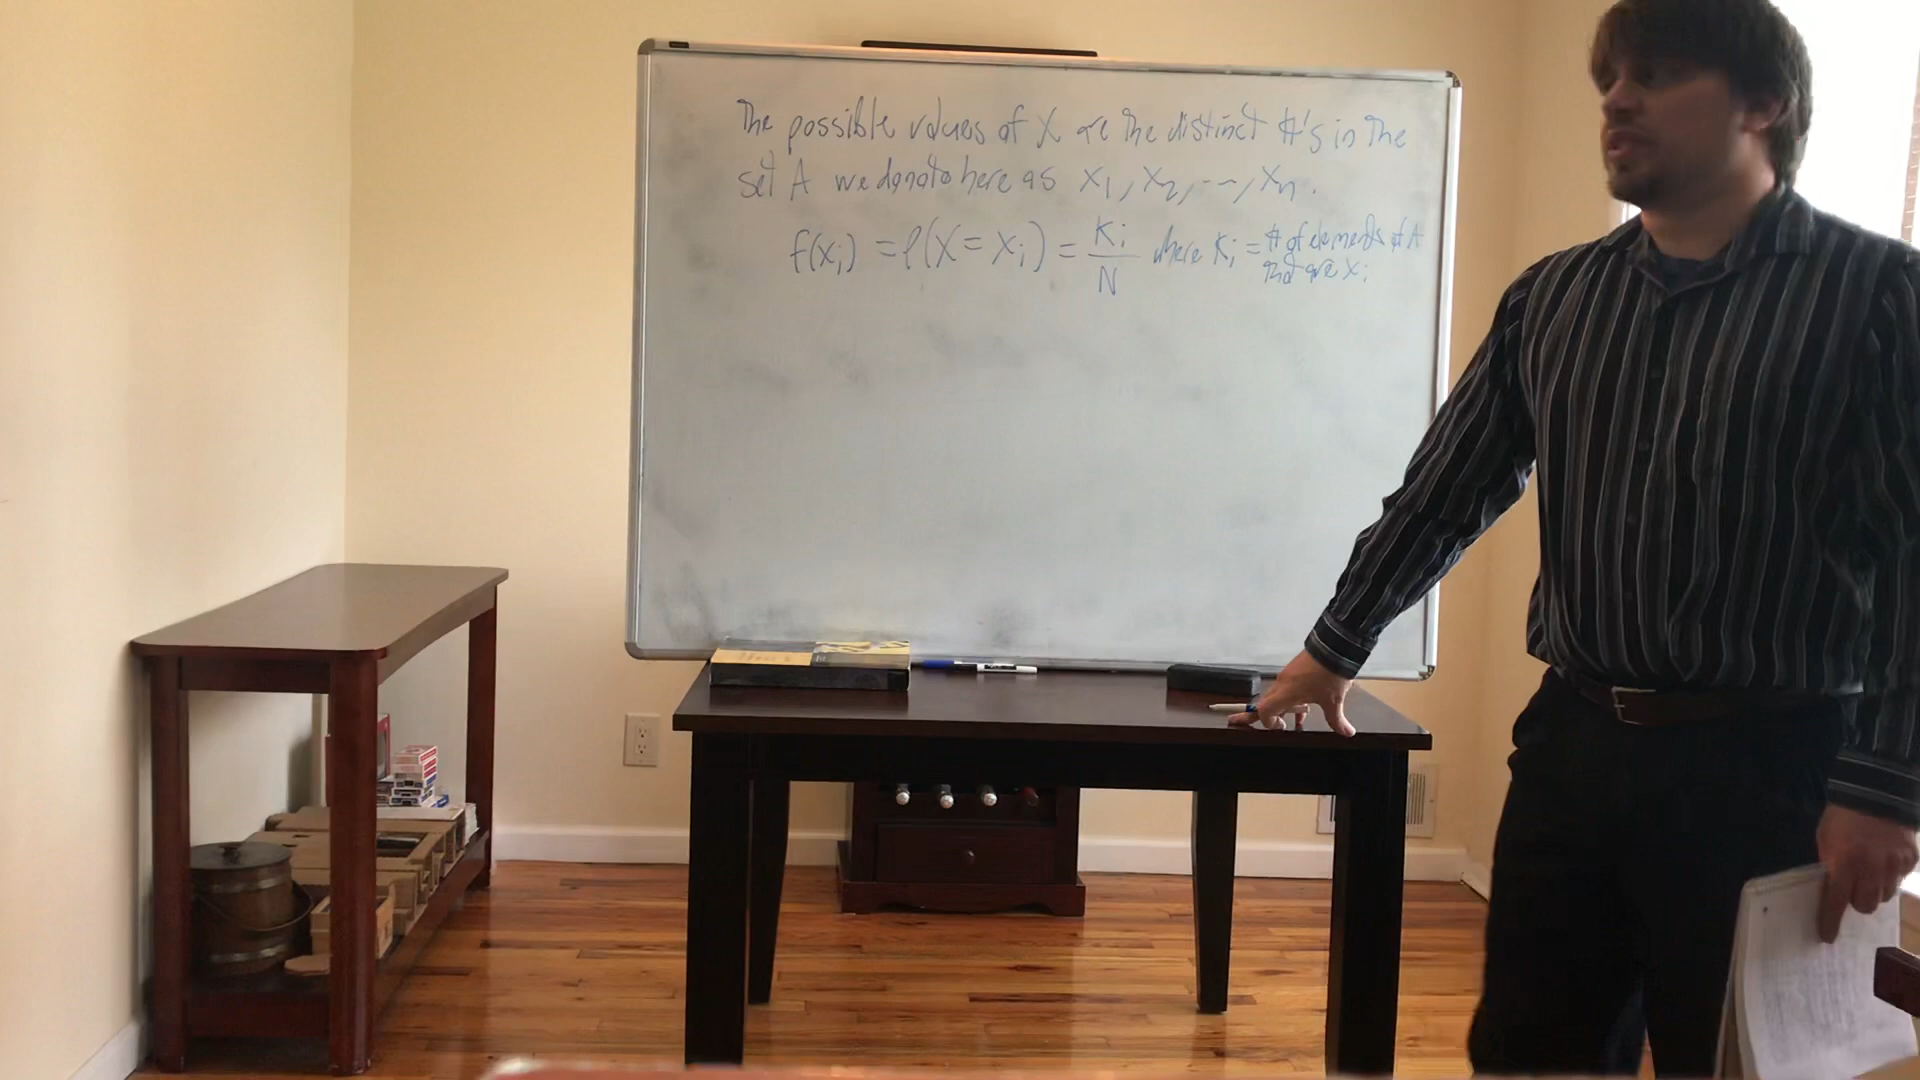 The possible values of X are the distinct #'s in the
set A we denote here as x₁, x₂, ..., xₙ.
f(xᵢ) = P(X = xᵢ) = Kᵢ/N where Kᵢ = # of elements of A
that are xᵢ